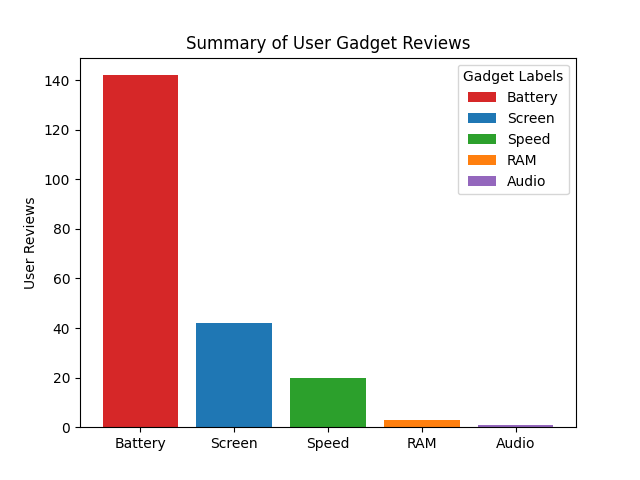 Summary of User Gadget Reviews
Gadget Labels
Battery
Screen
Speed
RAM
Audio
User Reviews
140
120
100
80
60
40
20
0
Battery Screen Speed RAM Audio